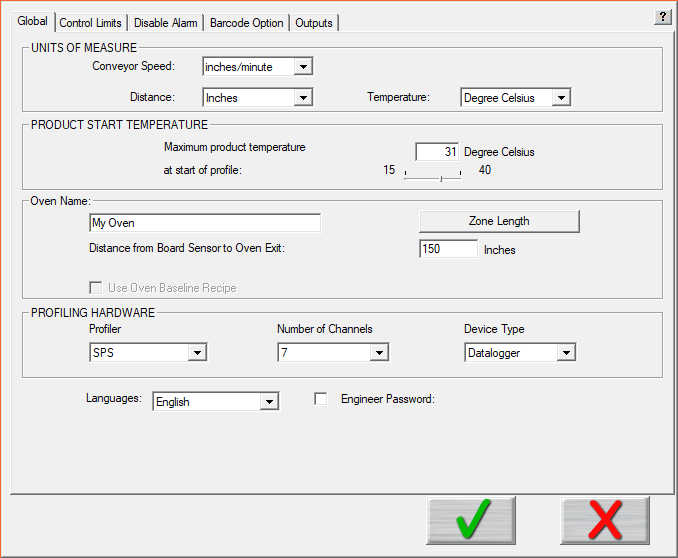 Global Control Limits Disable Alarm Barcode Option Outputs ?
UNITS OF MEASURE
Conveyor Speed: inches/minute
Distance: Inches Temperature: Degree Celsius
PRODUCT START TEMPERATURE
Maximum product temperature 31 Degree Celsius
at start of profile: 15 40
Oven Name:
My Oven Zone Length
Distance from Board Sensor to Oven Exit: 150 Inches
Use Oven Baseline Recipe
PROFILING HARDWARE
Profiler Number of Channels Device Type
SPS 7 Datalogger
Languages: English Engineer Password: